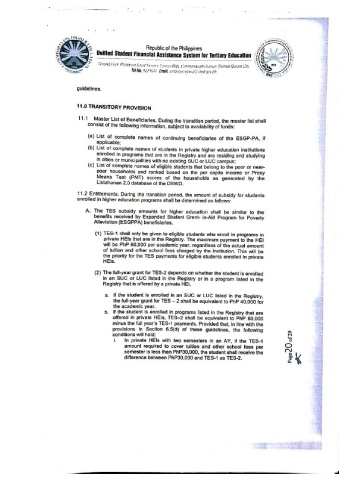 Republic of the Philippines
Unified Student Financial Assistance System for Tertiary Education
guidelines.
11.0 TRANSITORY PROVISION
11.1 Master List of Beneficiaries. During the transition period, the master list shall
consist of the following information, subject to availability of funds:
(a) List of complete names of continuing beneficiaries of the ESGP-PA, if
applicable;
(b) List of complete names of students in private higher education institutions
enrolled in programs that are in the Registry and are residing and studying
in cities or municipalities with no existing SUC or LUC campus;
(c) List of complete names of eligible students that belong to the poor or near-
poor households and ranked based on the per capita income or Proxy
Means Test (PMT) scores of the households as generated by the
Listahanan 2.0 database of the DSWD.
11.2 Entitlements. During the transition period, the amount of subsidy for students
enrolled in higher education programs shall be determined as follows:
A. The TES subsidy amounts for higher education shall be similar to the
benefits received by Expanded Student Grant-in-Aid Program for Poverty
Alleviation (ESGPPA) beneficiaries.
(1) TES-1 shall only be given to eligible students who enroll in programs in
private HEIs that are in the Registry. The maximum payment to the HEI
will be PhP 60,000 per academic year, regardless of the actual amount
of tuition and other school fees charged by the institution. This will be
the priority for the TES payments for eligible students enrolled in private
HEIs.
(2) The full-year grant for TES-2 depends on whether the student is enrolled
in an SUC or LUC listed in the Registry or in a program listed in the
Registry that is offered by a private HEI.
a. If the student is enrolled in an SUC or LUC listed in the Registry,
the full-year grant for TES – 2 shall be equivalent to PhP 40,000 for
the academic year.
b. If the student is enrolled in programs listed in the Registry that are
offered in private HEIs, TES–2 shall be equivalent to PhP 60,000
minus the full year's TES-1 payments. Provided that, in line with the
provisions in Section 6.5(d) of these guidelines, the following
conditions will hold:
i. In private HEIs with two semesters in an AY, if the TES-1
amount required to cover tuition and other school fees per
semester is less than PhP30,000, the student shall receive the
difference between PhP30,000 and TES-1 as TES-2.
Page 20 of 29